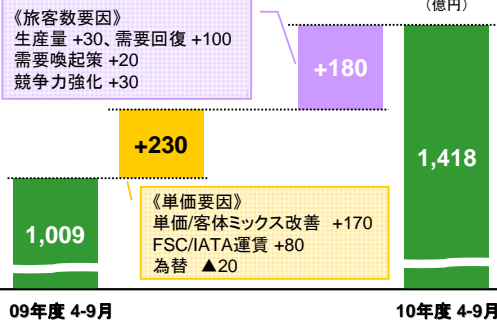 (億円)
《旅客数要因》
生産量 +30、需要回復 +100
需要喚起策 +20
競争力強化 +30
+180
+230
1,418
1,009
《単価要因》
単価/客体ミックス改善 +170
FSC/IATA運賃 +80
為替 ▲20
09年度 4-9月
10年度 4-9月